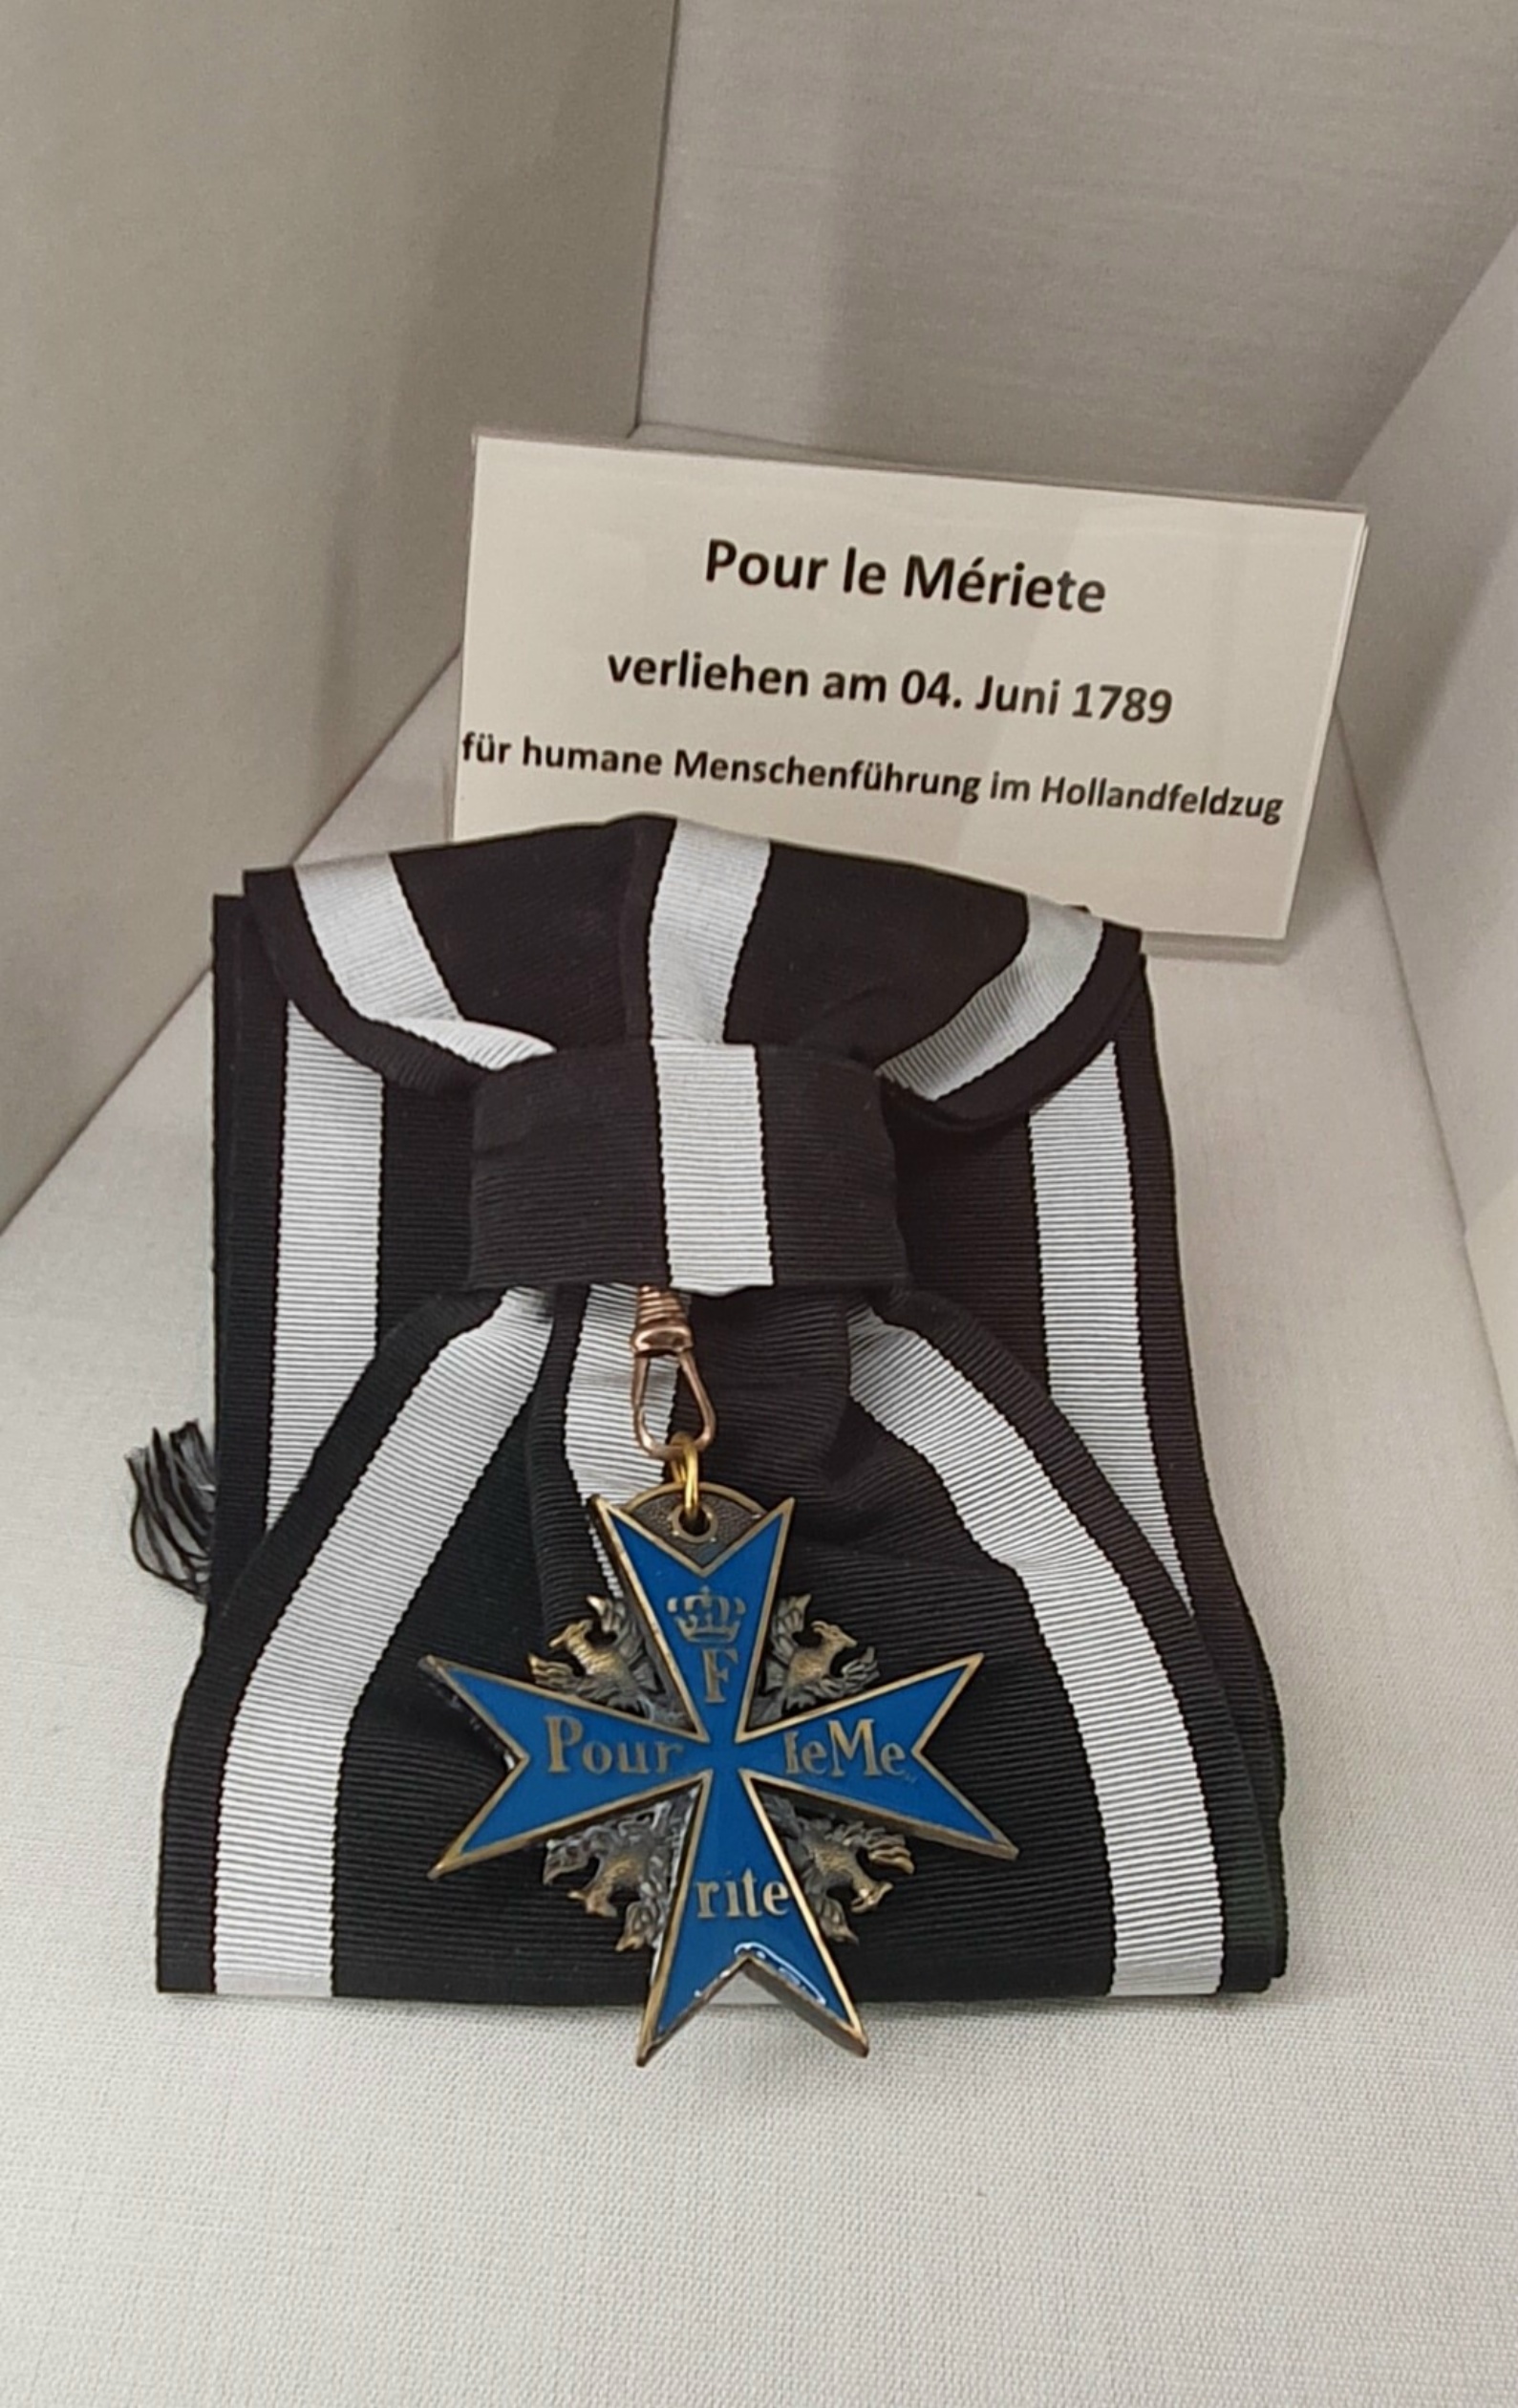 Pour le Mériete
verliehen am 04. Juni 1789
für humane Menschenführung im Hollandfeldzug
F
Pour leMe
rite